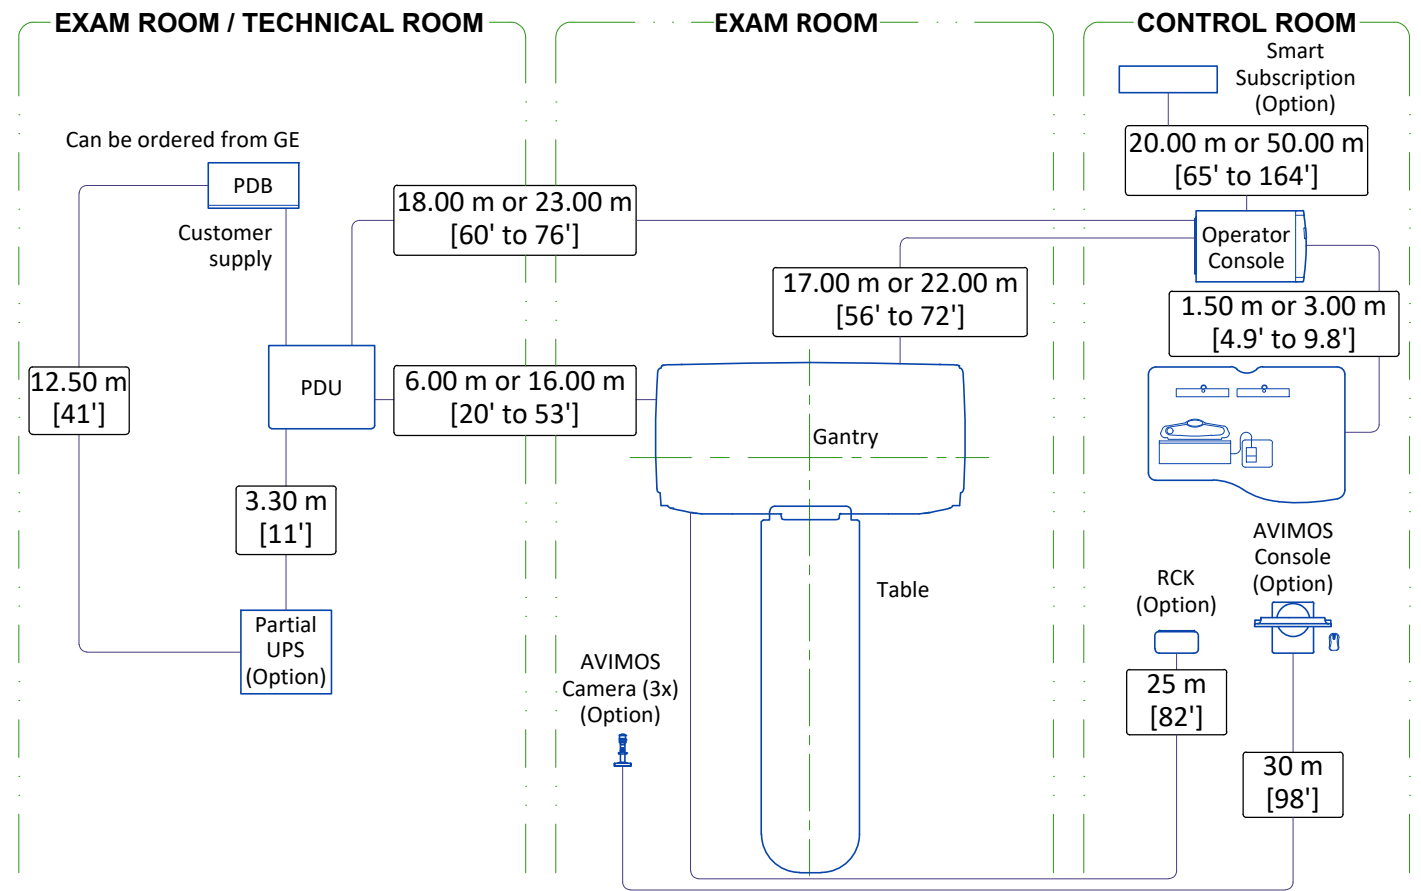 EXAM ROOM / TECHNICAL ROOM
EXAM ROOM
CONTROL ROOM
Smart
Subscription
(Option)
Can be ordered from GE
PDB
Customer
supply
18.00 m or 23.00 m
[60' to 76']
20.00 m or 50.00 m
[65' to 164']
Operator
Console
17.00 m or 22.00 m
[56' to 72']
1.50 m or 3.00 m
[4.9' to 9.8']
12.50 m
[41']
PDU
6.00 m or 16.00 m
[20' to 53']
Gantry
3.30 m
[11']
Partial
UPS
(Option)
Table
AVIMOS
Camera (3x)
(Option)
RCK
(Option)
AVIMOS
Console
(Option)
25 m
[82']
30 m
[98']